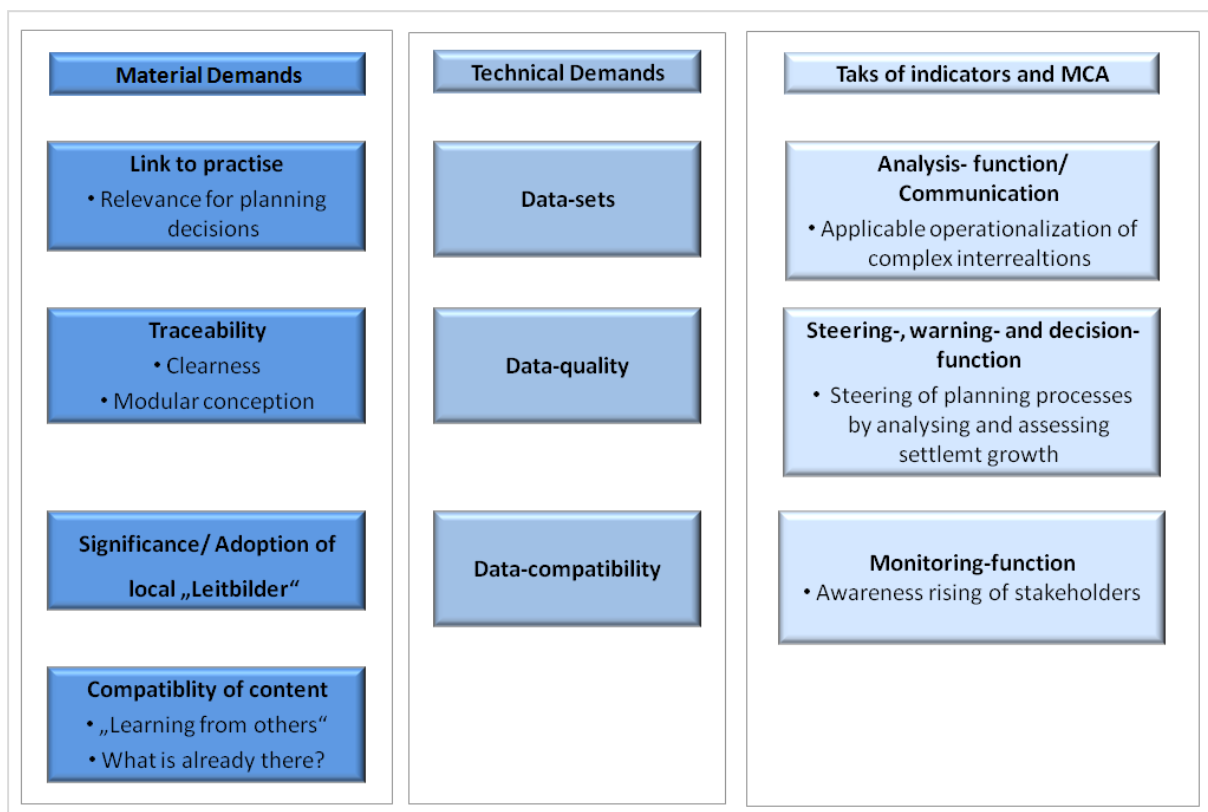 Material Demands
Link to practise
• Relevance for planning
decisions
Traceability
• Clearness
• Modular conception
Significance/ Adoption of
local „Leitbilder“
Compatiblity of content
• „Learning from others“
• What is already there?
Technical Demands
Data-sets
Data-quality
Data-compatibility
Taks of indicators and MCA
Analysis- function/
Communication
• Applicable operationalization of
complex interrealtions
Steering-, warning- and decision-
function
• Steering of planning processes
by analysing and assessing
settlemt growth
Monitoring-function
• Awareness rising of stakeholders